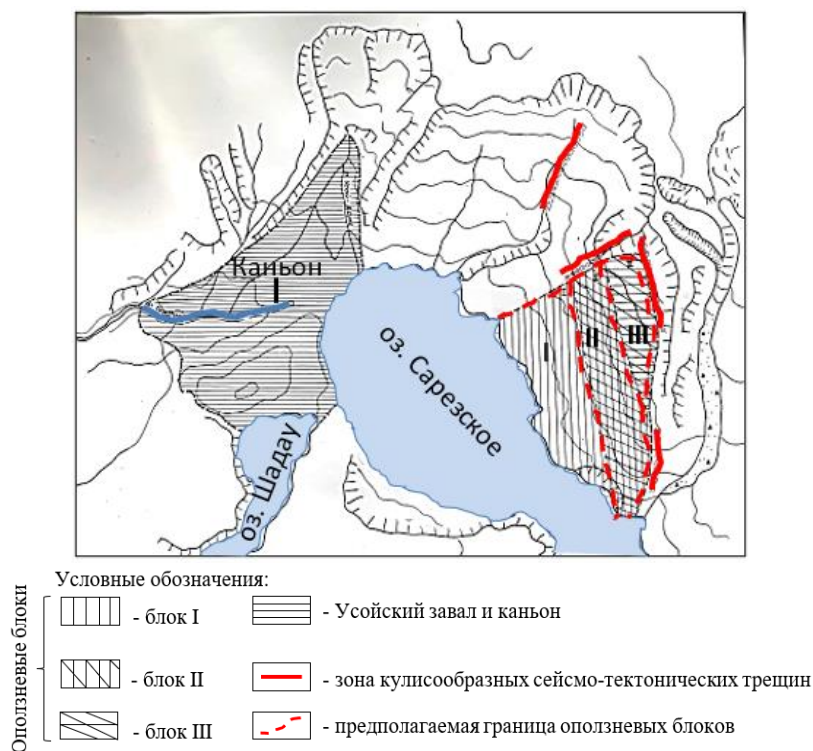 Каньон
I
оз. Сарезское
оз. Шадау
I
II
III
Условные обозначения:
Оползневые блоки
- блок I
- Усойский завал и каньон
- блок II
- зона кулисообразных сейсмо-тектонических трещин
- блок III
- предполагаемая граница оползневых блоков